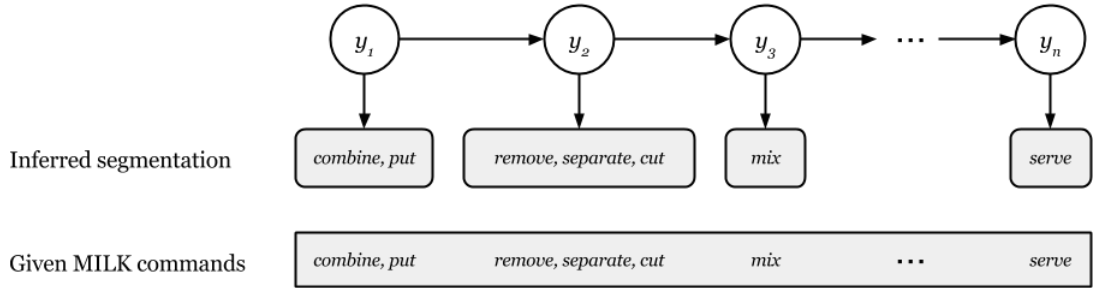 y1 y2 y3 ... yn
Inferred segmentation combine, put remove, separate, cut mix serve
Given MILK commands combine, put remove, separate, cut mix ... serve